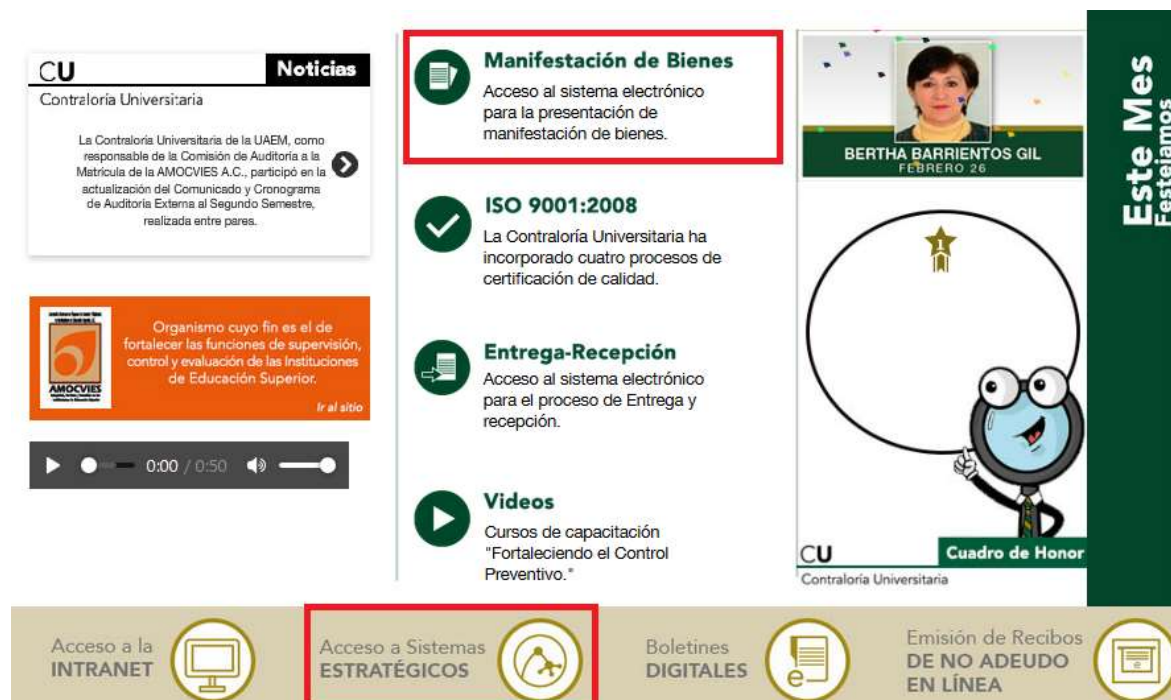 CU
Noticias
Contraloría Universitaria
La Contraloría Universitaria de la UAEM, como
responsable de la Comisión de Auditoría a la
Matrícula de la AMOCVIES A.C., participó en la
actualización del Comunicado y Cronograma
de Auditoría Externa al Segundo Semestre,
realizada entre pares.
AMOCVIES
Organismo cuyo fin es el de
fortalecer las funciones de supervisión,
control y evaluación de las Instituciones
de Educación Superior.
Ir al sitio
0:00 / 0:50
Manifestación de Bienes
Acceso al sistema electrónico
para la presentación de
manifestación de bienes.
ISO 9001:2008
La Contraloría Universitaria ha
incorporado cuatro procesos de
certificación de calidad.
Entrega-Recepción
Acceso al sistema electrónico
para el proceso de Entrega y
recepción.
Videos
Cursos de capacitación
"Fortaleciendo el Control
Preventivo."
BERTHA BARRIENTOS GIL
FEBRERO 26
1
CU
Cuadro de Honor
Contraloría Universitaria
Este Mes
Festejamos
Acceso a la
INTRANET
Acceso a Sistemas
ESTRATÉGICOS
Boletines
DIGITALES
e
Emisión de Recibos
DE NO ADEUDO
EN LÍNEA
e